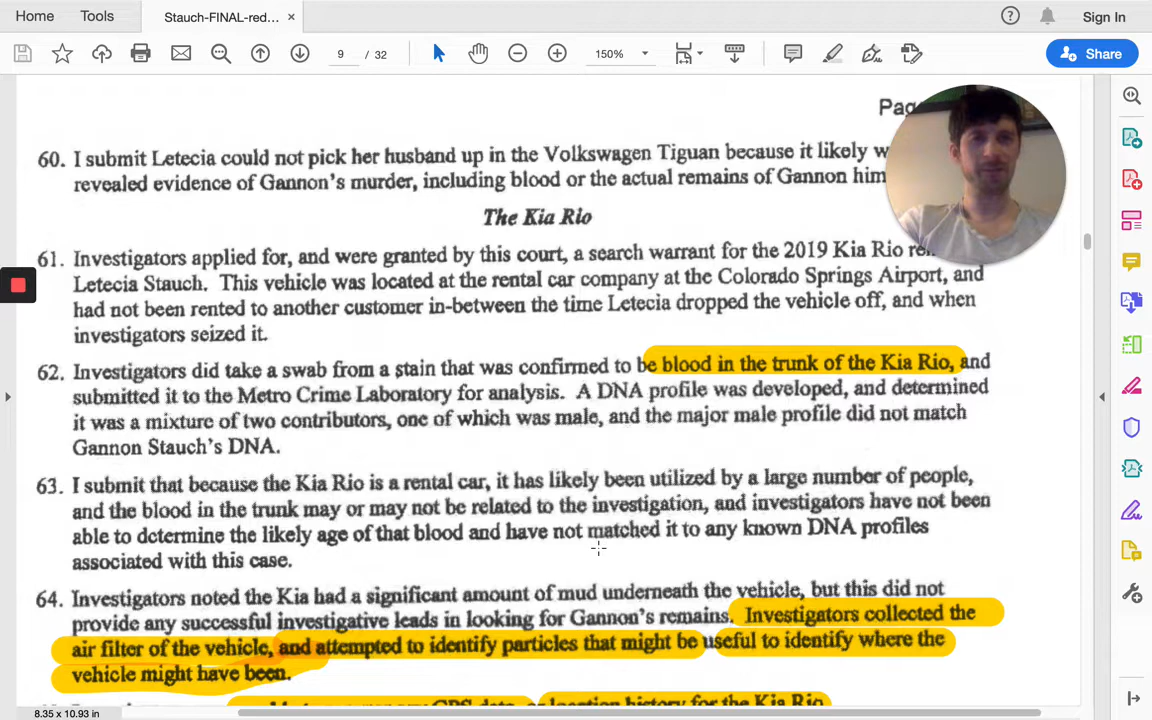 Home Tools Stauch-FINAL-red... × Sign In
9 / 32 150% Share
Pag
60. I submit Letecia could not pick her husband up in the Volkswagen Tiguan because it likely w
revealed evidence of Gannon's murder, including blood or the actual remains of Gannon him
The Kia Rio
61. Investigators applied for, and were granted by this court, a search warrant for the 2019 Kia Rio
Letecia Stauch. This vehicle was located at the rental car company at the Colorado Springs Airport, and
had not been rented to another customer in-between the time Letecia dropped the vehicle off, and when
investigators seized it.
62. Investigators did take a swab from a stain that was confirmed to be blood in the trunk of the Kia Rio, and
submitted it to the Metro Crime Laboratory for analysis. A DNA profile was developed, and determined
it was a mixture of two contributors, one of which was male, and the major male profile did not match
Gannon Stauch's DNA.
63. I submit that because the Kia Rio is a rental car, it has likely been utilized by a large number of people,
and the blood in the trunk may or may not be related to the investigation, and investigators have not been
able to determine the likely age of that blood and have not matched it to any known DNA profiles
associated with this case.
64. Investigators noted the Kia had a significant amount of mud underneath the vehicle, but this did not
provide any successful investigative leads in looking for Gannon's remains. Investigators collected the
air filter of the vehicle, and attempted to identify particles that might be useful to identify where the
vehicle might have been.
GPS data, or location history for the Kia Rio
8.35 x 10.93 in